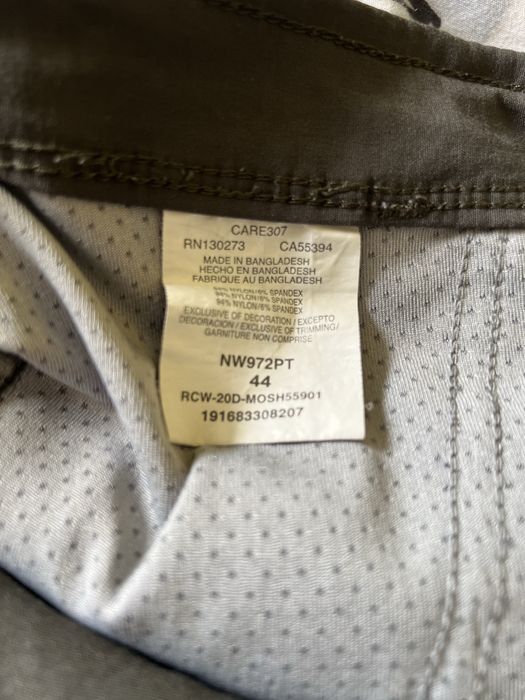 CARE307
RN130273 CA55394
MADE IN BANGLADESH
HECHO EN BANGLADESH
FABRIQUE AU BANGLADESH
94% NYLON/6% SPANDEX
94% NYLON/6% SPANDEX
94% NYLON/6% SPANDEX
EXCLUSIVE OF DECORATION / EXCEPTO
DECORACION / EXCLUSIVE OF TRIMMING/
GARNITURE NON COMPRISE
NW972PT
44
RCW-20D-MOSH55901
191683308207